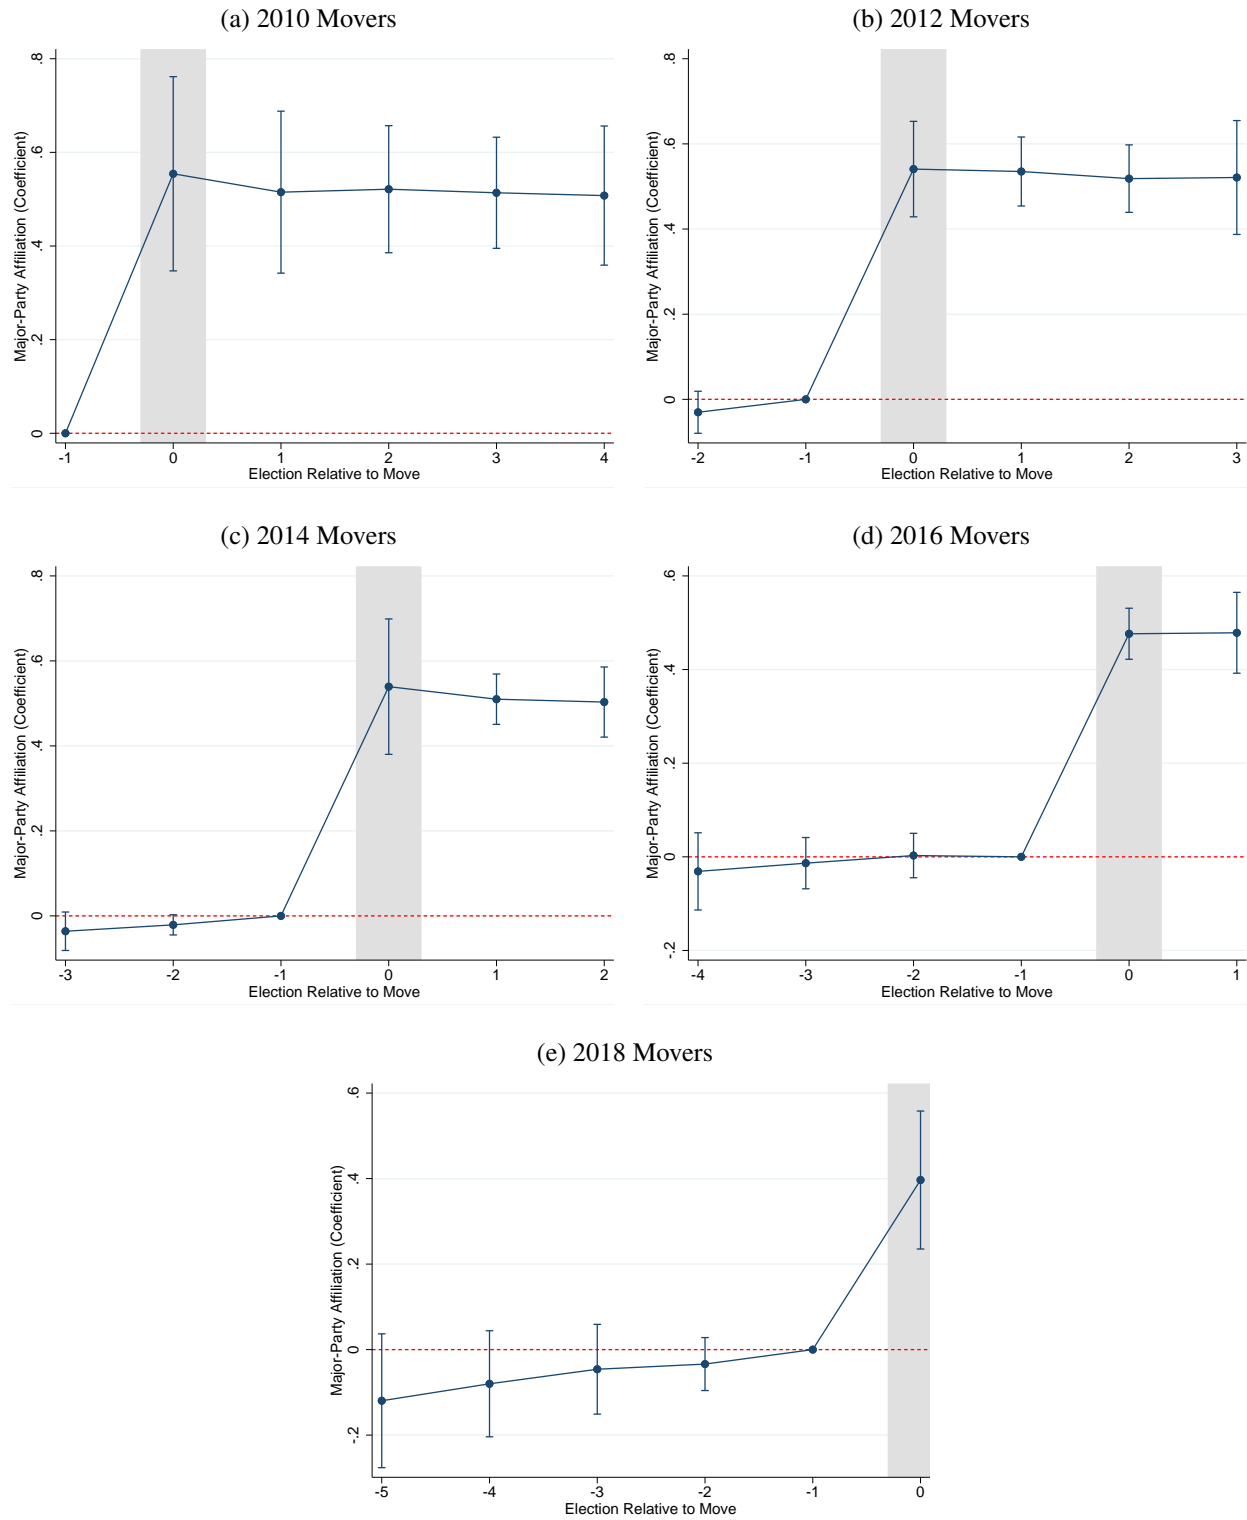 (a) 2010 Movers
Major-Party Affiliation (Coefficient)
.8
.6
.4
.2
0
-1 0 1 2 3 4
Election Relative to Move
(b) 2012 Movers
Major-Party Affiliation (Coefficient)
.8
.6
.4
.2
0
-2 -1 0 1 2 3
Election Relative to Move
(c) 2014 Movers
Major-Party Affiliation (Coefficient)
.8
.6
.4
.2
0
-3 -2 -1 0 1 2
Election Relative to Move
(d) 2016 Movers
Major-Party Affiliation (Coefficient)
.6
.4
.2
0
-.2
-4 -3 -2 -1 0 1
Election Relative to Move
(e) 2018 Movers
Major-Party Affiliation (Coefficient)
.6
.4
.2
0
-.2
-5 -4 -3 -2 -1 0
Election Relative to Move